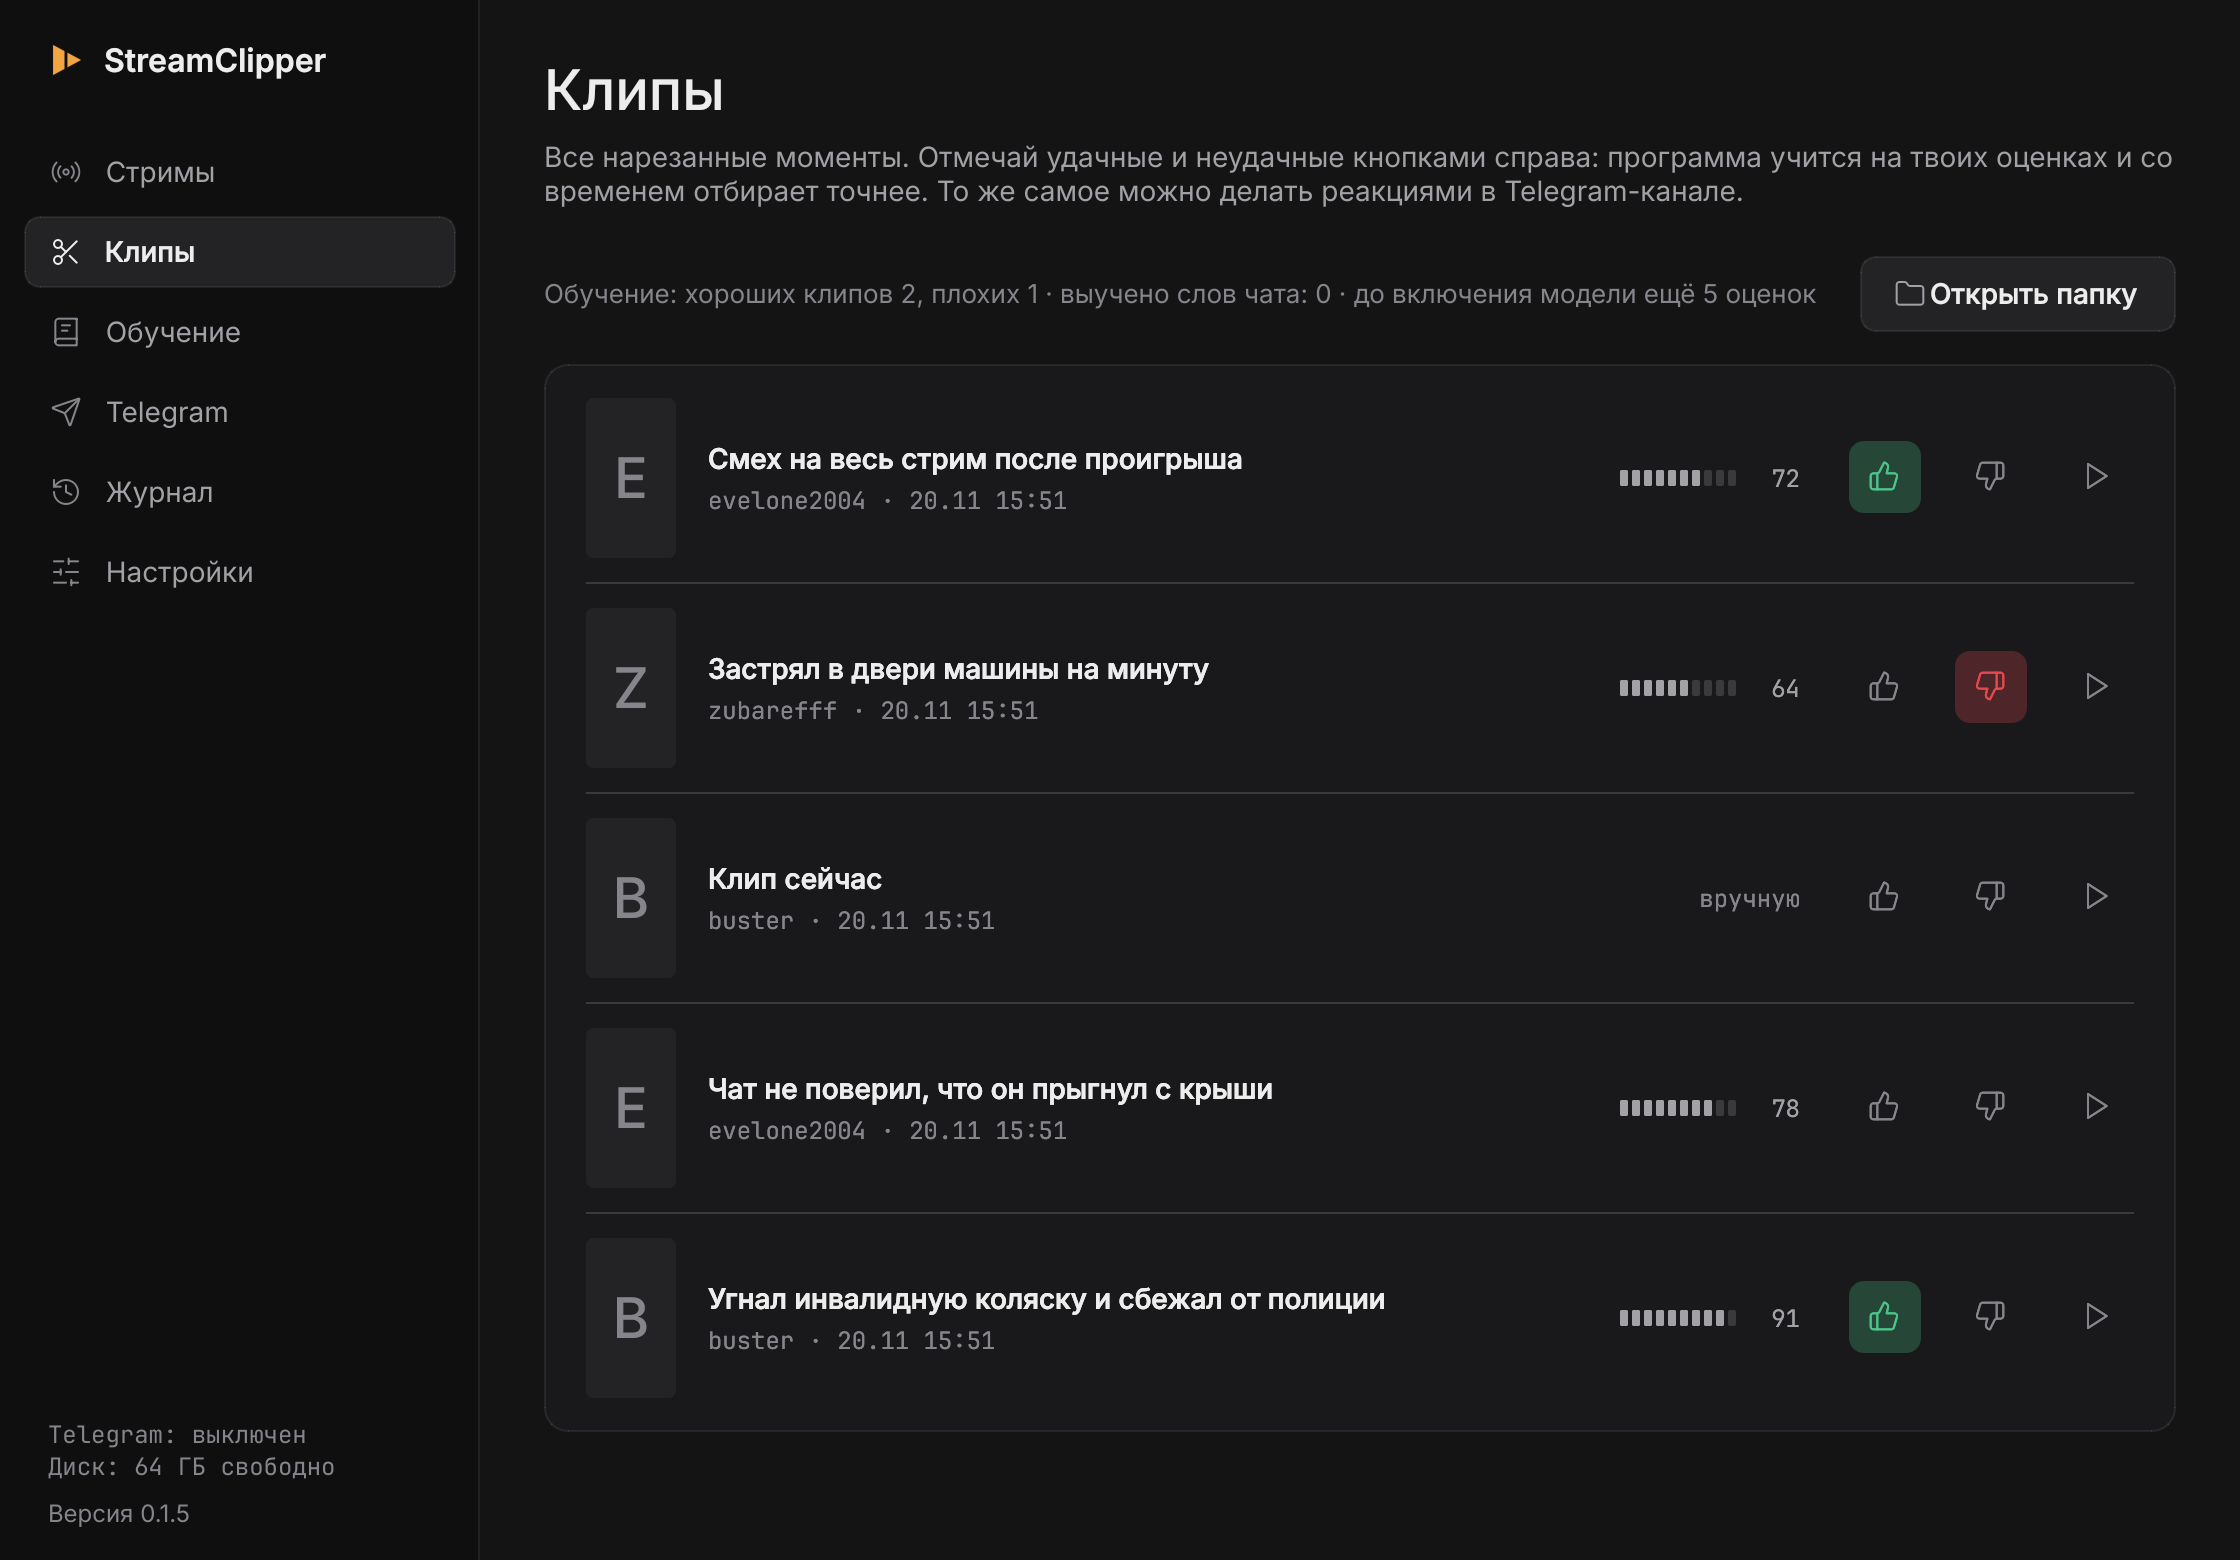 StreamClipper
Стримы
Клипы
Обучение
Telegram
Журнал
Настройки
Telegram: выключен
Диск: 64 ГБ свободно
Версия 0.1.5
Клипы
Все нарезанные моменты. Отмечай удачные и неудачные кнопками справа: программа учится на твоих оценках и со
временем отбирает точнее. То же самое можно делать реакциями в Telegram-канале.
Обучение: хороших клипов 2, плохих 1 · выучено слов чата: 0 · до включения модели ещё 5 оценок
Открыть папку
E
Смех на весь стрим после проигрыша
evelone2004 · 20.11 15:51
72
Z
Застрял в двери машины на минуту
zubarefff · 20.11 15:51
64
B
Клип сейчас
buster · 20.11 15:51
вручную
E
Чат не поверил, что он прыгнул с крыши
evelone2004 · 20.11 15:51
78
B
Угнал инвалидную коляску и сбежал от полиции
buster · 20.11 15:51
91